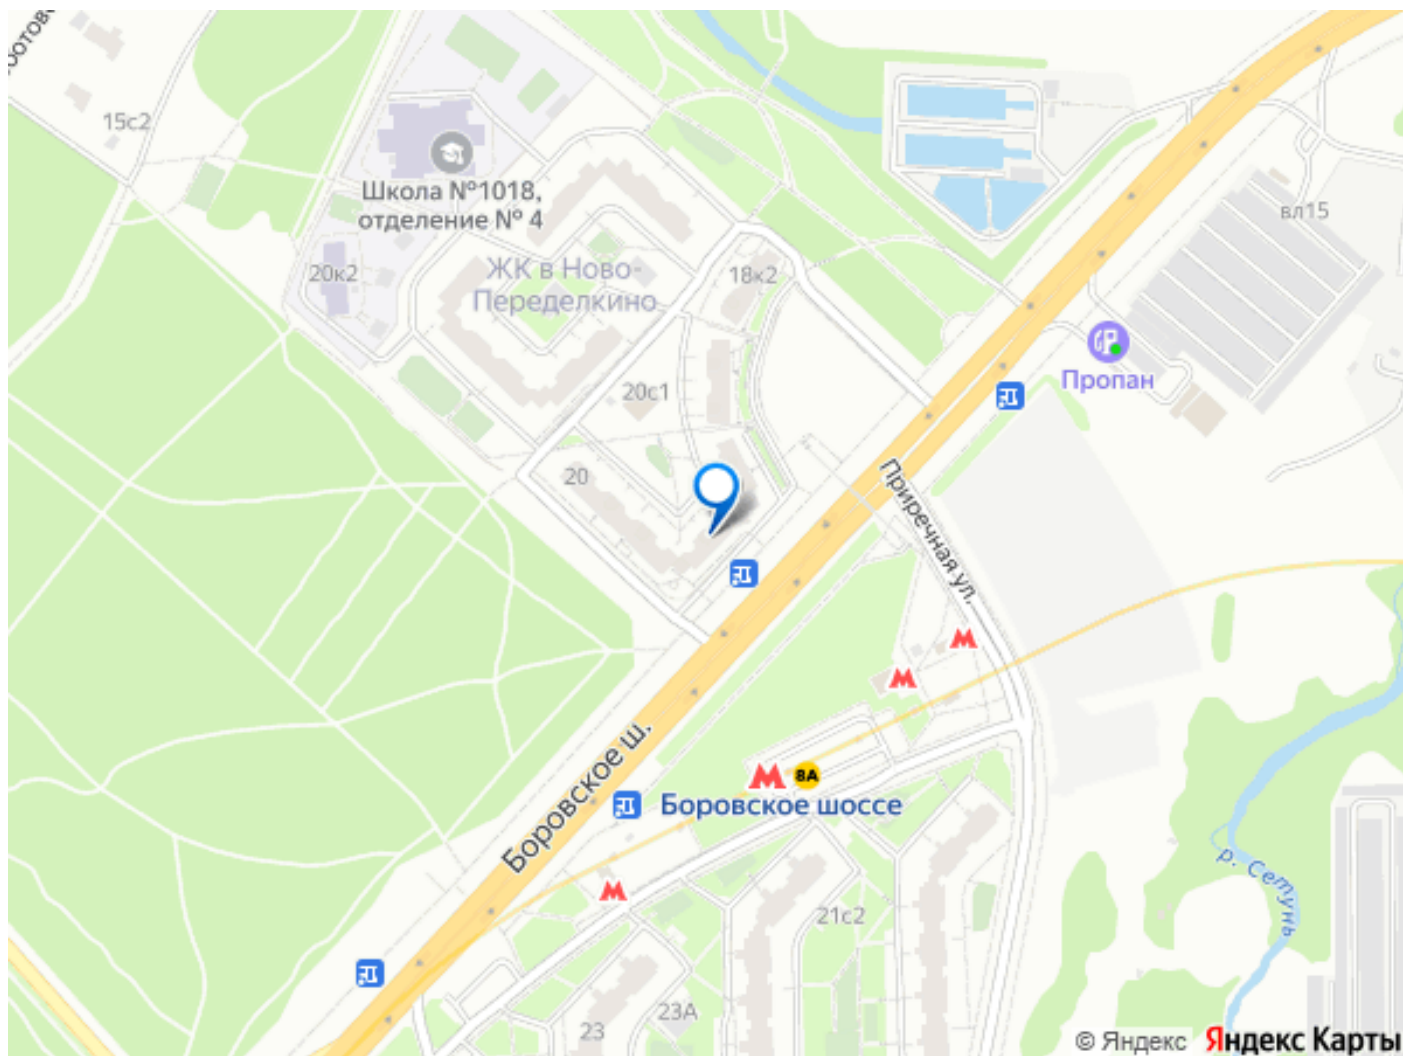 15с2
Школа №1018,
отделение № 4
20к2
ЖК в Ново-
Переделкино
18к2
вл15
Пропан
20с1
20
Приречная ул.
Боровское ш.
8А
Боровское шоссе
р. Сетунь
21с2
23А
23
© Яндекс Яндекс Карты